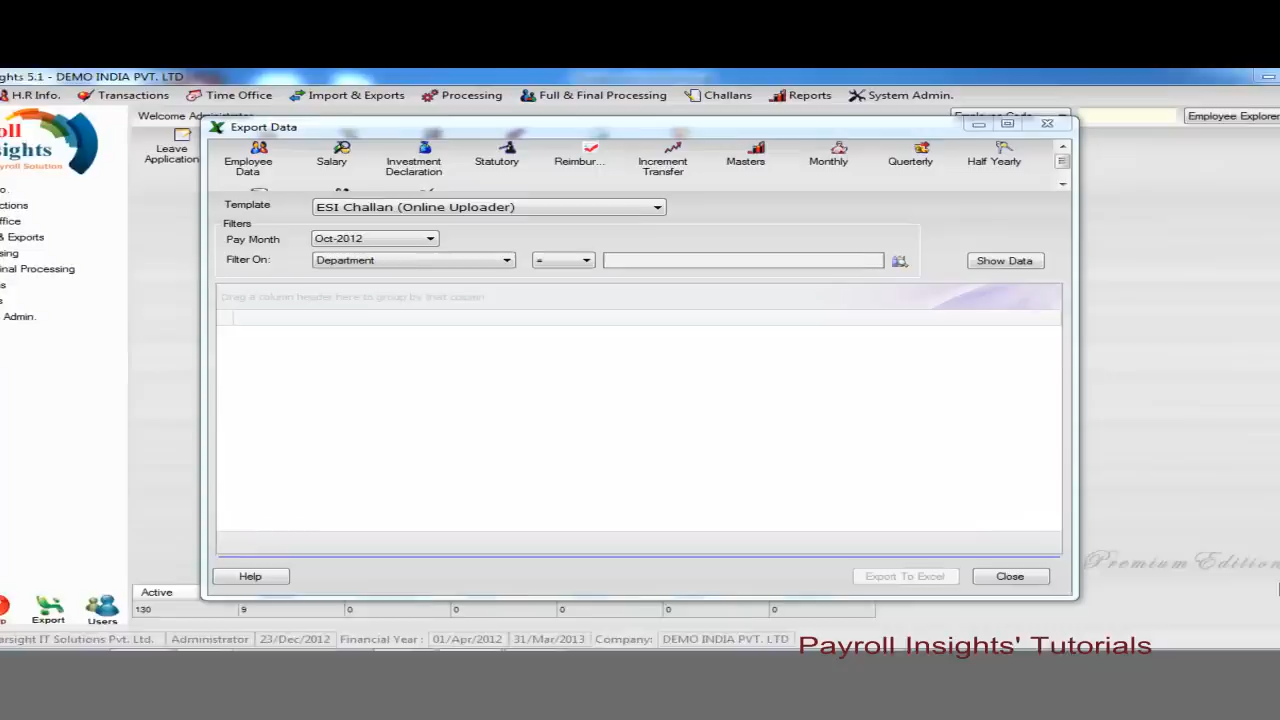 ghts 5.1 - DEMO INDIA PVT. LTD
H.R Info. Transactions Time Office Import & Exports Processing Full & Final Processing Challans Reports System Admin.
Welcome Administrator Employee Code Employee Explorer
Export Data
oll
sights
ayroll Solution
Leave
Application
Employee
Data
Salary
Investment
Declaration
Statutory
Reimbur...
Increment
Transfer
Masters
Monthly
Querterly
Half Yearly
o.
ctions
ffice
& Exports
sing
inal Processing
s
s
Admin.
Template ESI Challan (Online Uploader)
Filters
Pay Month Oct-2012
Filter On: Department = Show Data
Drag a column header here to group by that column
Help Export To Excel Close
Premium Edition
Active
130 9 0 0 0 0 0
p Export Users
arsight IT Solutions Pvt. Ltd. Administrator 23/Dec/2012 Financial Year : 01/Apr/2012 31/Mar/2013 Company: DEMO INDIA PVT. LTD
Payroll Insights' Tutorials